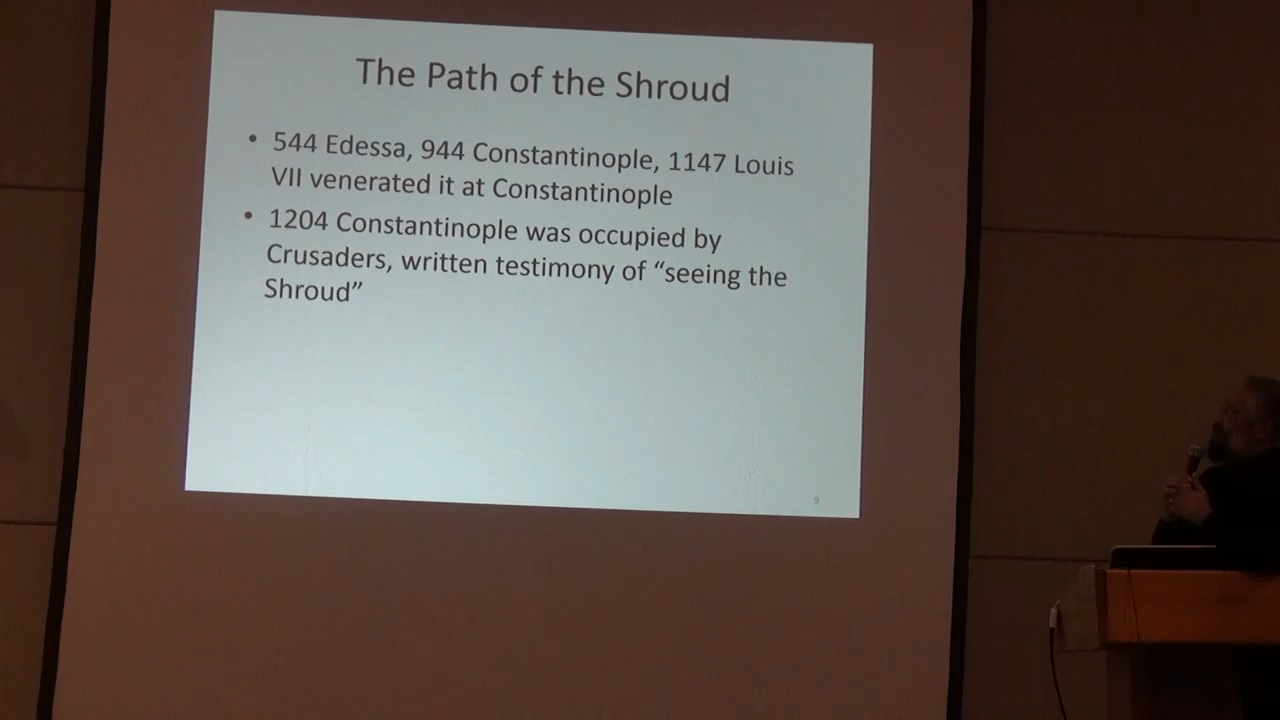 The Path of the Shroud
• 544 Edessa, 944 Constantinople, 1147 Louis
VII venerated it at Constantinople
• 1204 Constantinople was occupied by
Crusaders, written testimony of “seeing the
Shroud”
9